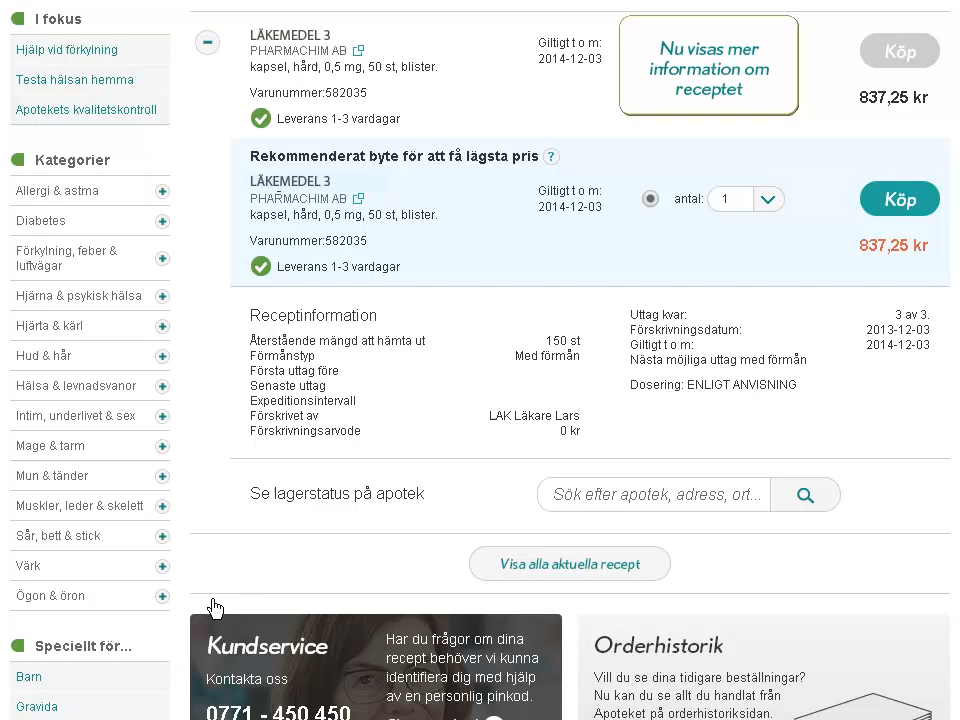 I fokus
Hjälp vid förkylning
Testa hälsan hemma
Apotekets kvalitetskontroll
Kategorier
Allergi & astma
Diabetes
Förkylning, feber &
luftvägar
Hjärna & psykisk hälsa
Hjärta & kärl
Hud & hår
Hälsa & levnadsvanor
Intim, underlivet & sex
Mage & tarm
Mun & tänder
Muskler, leder & skelett
Sår, bett & stick
Värk
Ögon & öron
Speciellt för...
Barn
Gravida
LÄKEMEDEL 3
PHARMACHIM AB
kapsel, hård, 0,5 mg, 50 st, blister.
Varunummer:582035
Leverans 1-3 vardagar
Giltigt t o m:
2014-12-03
Nu visas mer
information om
receptet
Köp
837,25 kr
Rekommenderat byte för att få lägsta pris ?
LÄKEMEDEL 3
PHARMACHIM AB
kapsel, hård, 0,5 mg, 50 st, blister.
Varunummer:582035
Leverans 1-3 vardagar
Giltigt t o m:
2014-12-03
antal: 1
Köp
837,25 kr
Receptinformation
Återstående mängd att hämta ut 150 st
Förmånstyp Med förmån
Första uttag före
Senaste uttag
Expeditionsintervall
Förskrivet av LAK Läkare Lars
Förskrivningsarvode 0 kr
Uttag kvar: 3 av 3.
Förskrivningsdatum: 2013-12-03
Giltigt t o m: 2014-12-03
Nästa möjliga uttag med förmån
Dosering: ENLIGT ANVISNING
Se lagerstatus på apotek
Sök efter apotek, adress, ort...
Visa alla aktuella recept
Kundservice
Kontakta oss
0771 - 450 450
Har du frågor om dina
recept behöver vi kunna
identifiera dig med hjälp
av en personlig pinkod.
Orderhistorik
Vill du se dina tidigare beställningar?
Nu kan du se allt du handlat från
Apoteket på orderhistoriksidan.